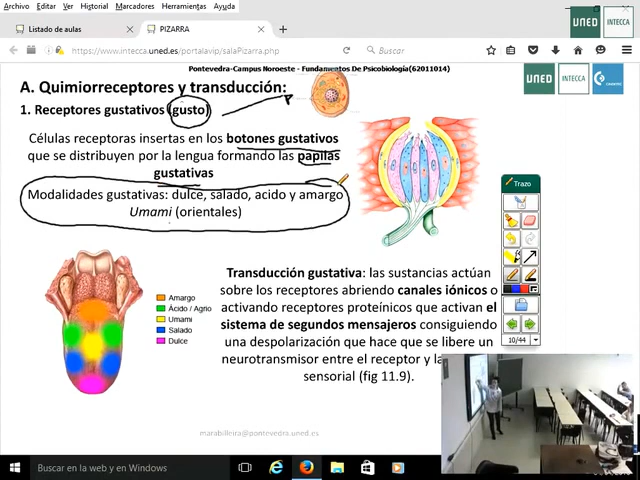 Archivo Editar Ver Historial Marcadores Herramientas Ayuda
Listado de aulas
PIZARRA
https://www.intecca.uned.es/portalavip/salaPizarra.php
Buscar
UNED
INTECCA
Pontevedra-Campus Noroeste - Fundamentos De Psicobiología(62011014)
UNED
INTECCA
A. Quimiorreceptores y transducción:
1. Receptores gustativos (gusto)
Células receptoras insertas en los botones gustativos
que se distribuyen por la lengua formando las papilas
gustativas
Modalidades gustativas: dulce, salado, acido y amargo
Umami (orientales)
Trazo
10/44
Amargo
Ácido / Agrio
Umami
Salado
Dulce
Transducción gustativa: las sustancias actúan
sobre los receptores abriendo canales iónicos o
activando receptores proteínicos que activan el
sistema de segundos mensajeros consiguiendo
una despolarización que hace que se libere un
neurotransmisor entre el receptor y la
sensorial (fig 11.9).
marabilleira@pontevedra.uned.es
Buscar en la web y en Windows